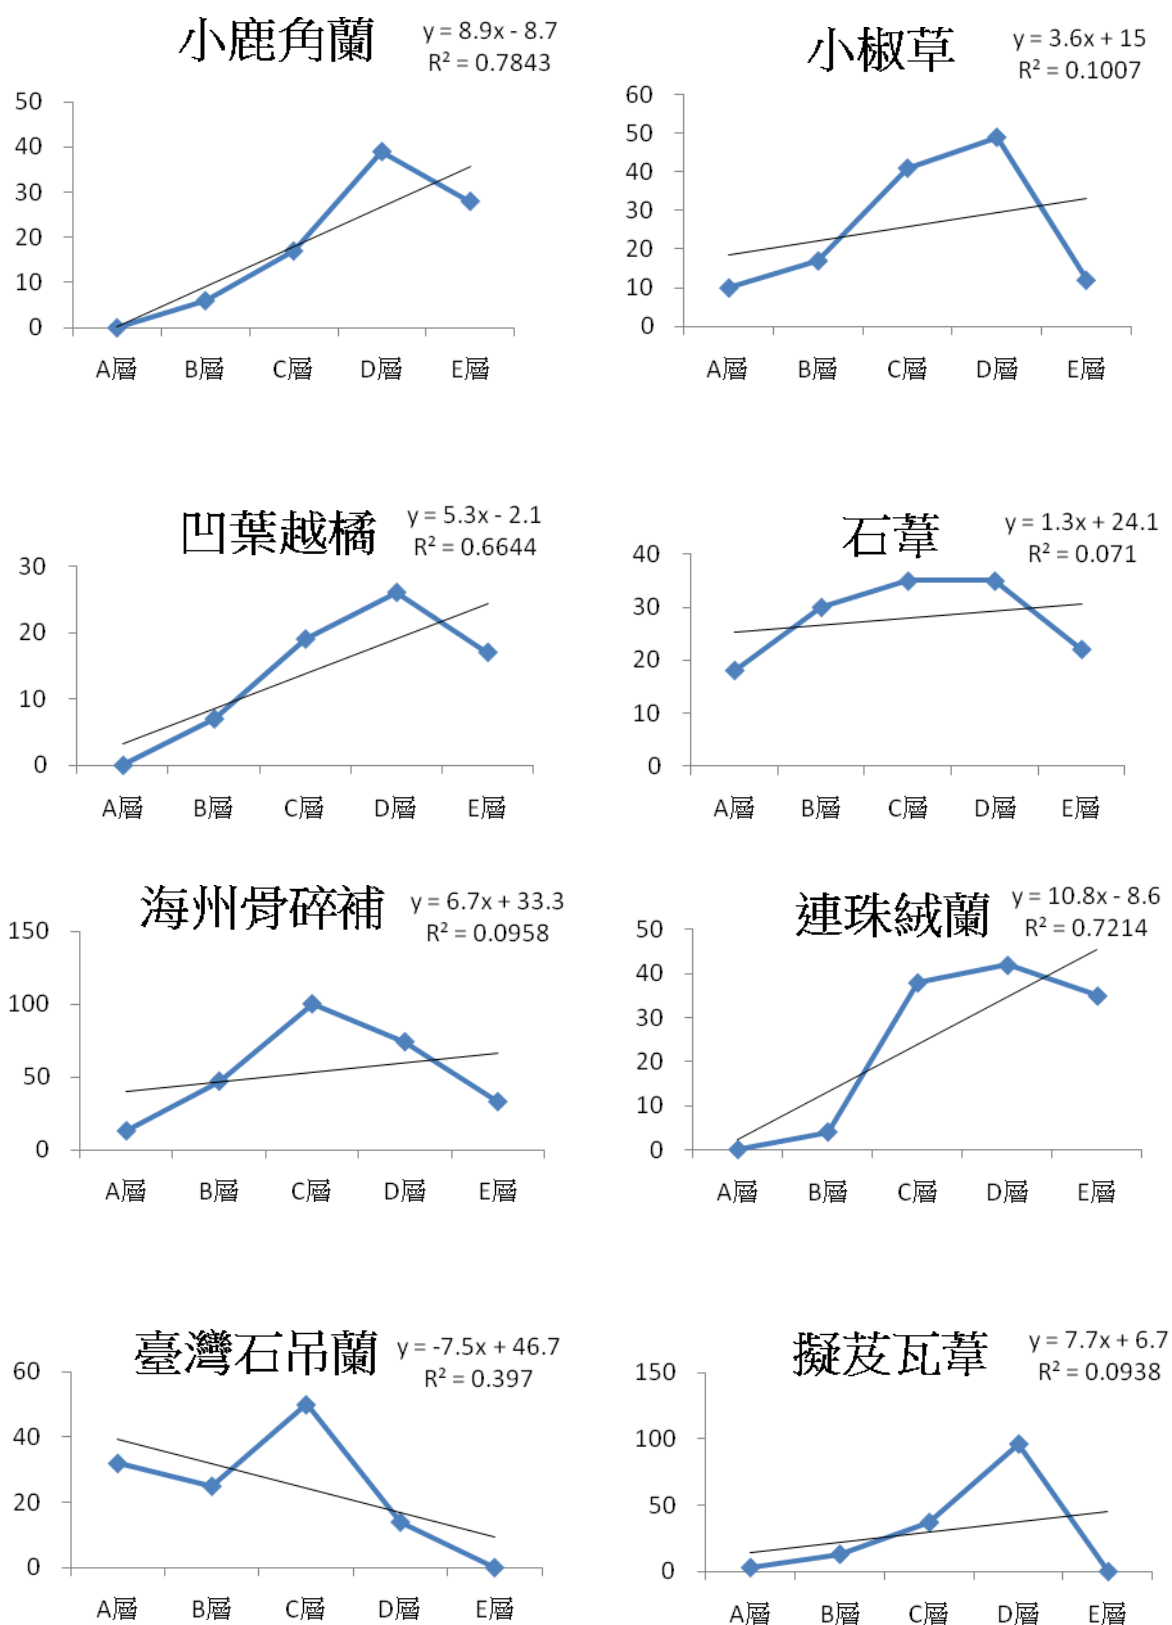 小鹿角蘭
y = 8.9x - 8.7
R² = 0.7843
50
40
30
20
10
0
A層 B層 C層 D層 E層
小椒草
y = 3.6x + 15
R² = 0.1007
60
50
40
30
20
10
0
A層 B層 C層 D層 E層
凹葉越橘
y = 5.3x - 2.1
R² = 0.6644
30
20
10
0
A層 B層 C層 D層 E層
石葦
y = 1.3x + 24.1
R² = 0.071
40
30
20
10
0
A層 B層 C層 D層 E層
海州骨碎補
y = 6.7x + 33.3
R² = 0.0958
150
100
50
0
A層 B層 C層 D層 E層
連珠絨蘭
y = 10.8x - 8.6
R² = 0.7214
50
40
30
20
10
0
A層 B層 C層 D層 E層
臺灣石吊蘭
y = -7.5x + 46.7
R² = 0.397
60
40
20
0
A層 B層 C層 D層 E層
擬芨瓦葦
y = 7.7x + 6.7
R² = 0.0938
150
100
50
0
A層 B層 C層 D層 E層